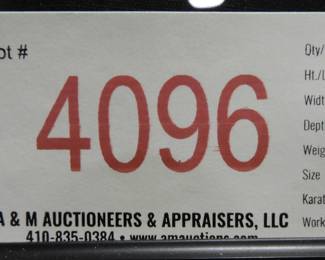 ot #
4096
A & M AUCTIONEERS & APPRAISERS, LLC
410-835-0384 • www.amauctions.com
Qty/
Ht./
Widt
Dept
Weig
Size
Karat
Work